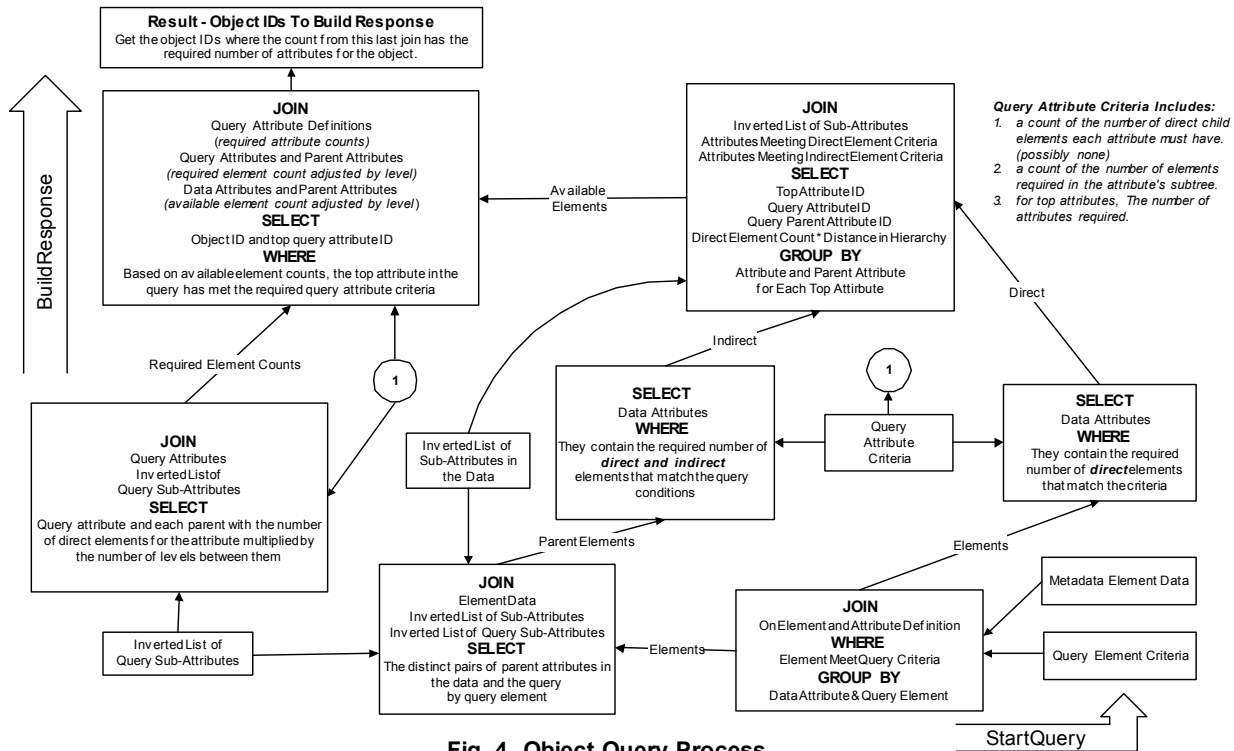 Result - Object IDs To Build Response
Get the object IDs where the count from this last join has the
required number of attributes for the object.
BuildResponse
JOIN
Query Attribute Definitions
(required attribute counts)
Query Attributes and Parent Attributes
(required element count adjusted by level)
Data Attributes and Parent Attributes
(available element count adjusted by level)
SELECT
Object ID and top query attribute ID
WHERE
Based on available element counts, the top attribute in the
query has met the required query attribute criteria
Available
Elements
JOIN
Inverted List of Sub-Attributes
Attributes Meeting Direct Element Criteria
Attributes Meeting Indirect Element Criteria
SELECT
Top Attribute ID
Query Attribute ID
Query Parent Attribute ID
Direct Element Count * Distance in Hierarchy
GROUP BY
Attribute and Parent Attribute
for Each Top Attirbute
Query Attribute Criteria Includes:
1. a count of the number of direct child
elements each attribute must have.
(possibly none)
2. a count of the number of elements
required in the attribute's subtree.
3. for top attributes, The number of
attributes required.
Direct
Indirect
Required Element Counts
1
1
JOIN
Query Attributes
Inverted List of
Query Sub-Attributes
SELECT
Query attribute and each parent with the number
of direct elements for the attribute multiplied by
the number of levels between them
Inverted List of
Sub-Attributes in
the Data
SELECT
Data Attributes
WHERE
They contain the required number of
direct and indirect
elements that match the query
conditions
Query
Attribute
Criteria
SELECT
Data Attributes
WHERE
They contain the required
number of direct elements
that match the criteria
Parent Elements
Elements
Inverted List of
Query Sub-Attributes
JOIN
Element Data
Inverted List of Sub-Attributes
Inverted List of Query Sub-Attributes
SELECT
The distinct pairs of parent attributes in
the data and the query
by query element
Elements
JOIN
On Element and Attribute Definition
WHERE
Element Meet Query Criteria
GROUP BY
Data Attribute & Query Element
Metadata Element Data
Query Element Criteria
StartQuery
Fig. 4. Object Query Process